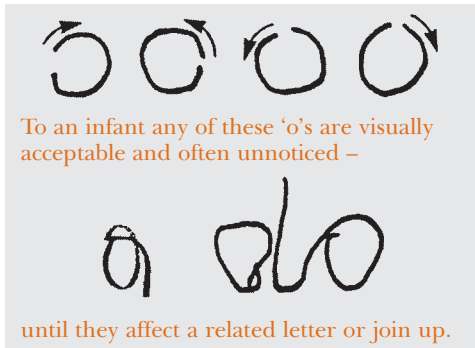 o o o o
To an infant any of these ‘o’s are visually
acceptable and often unnoticed –
a
until they affect a related letter or join up.